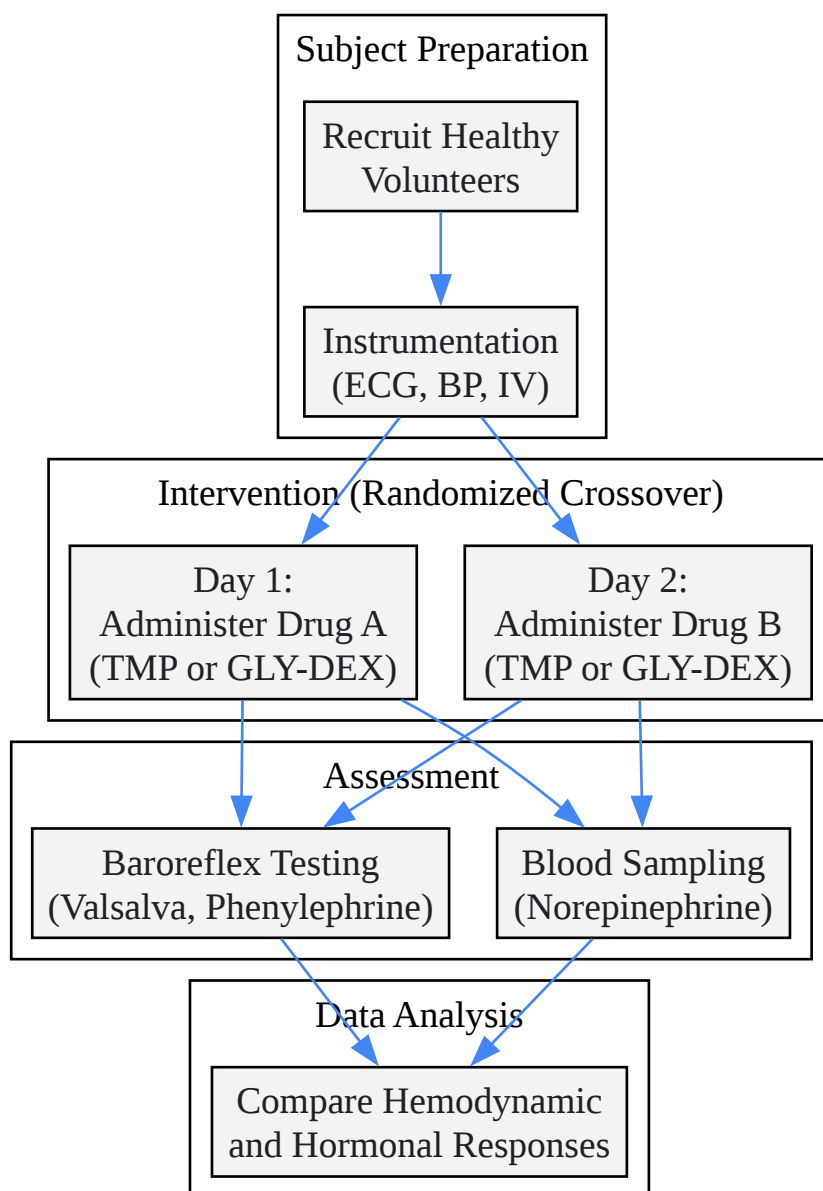 Subject Preparation
Recruit Healthy
Volunteers
Instrumentation
(ECG, BP, IV)
Intervention (Randomized Crossover)
Day 1:
Administer Drug A
(TMP or GLY-DEX)
Day 2:
Administer Drug B
(TMP or GLY-DEX)
Assessment
Baroreflex Testing
(Valsalva, Phenylephrine)
Blood Sampling
(Norepinephrine)
Data Analysis
Compare Hemodynamic
and Hormonal Responses